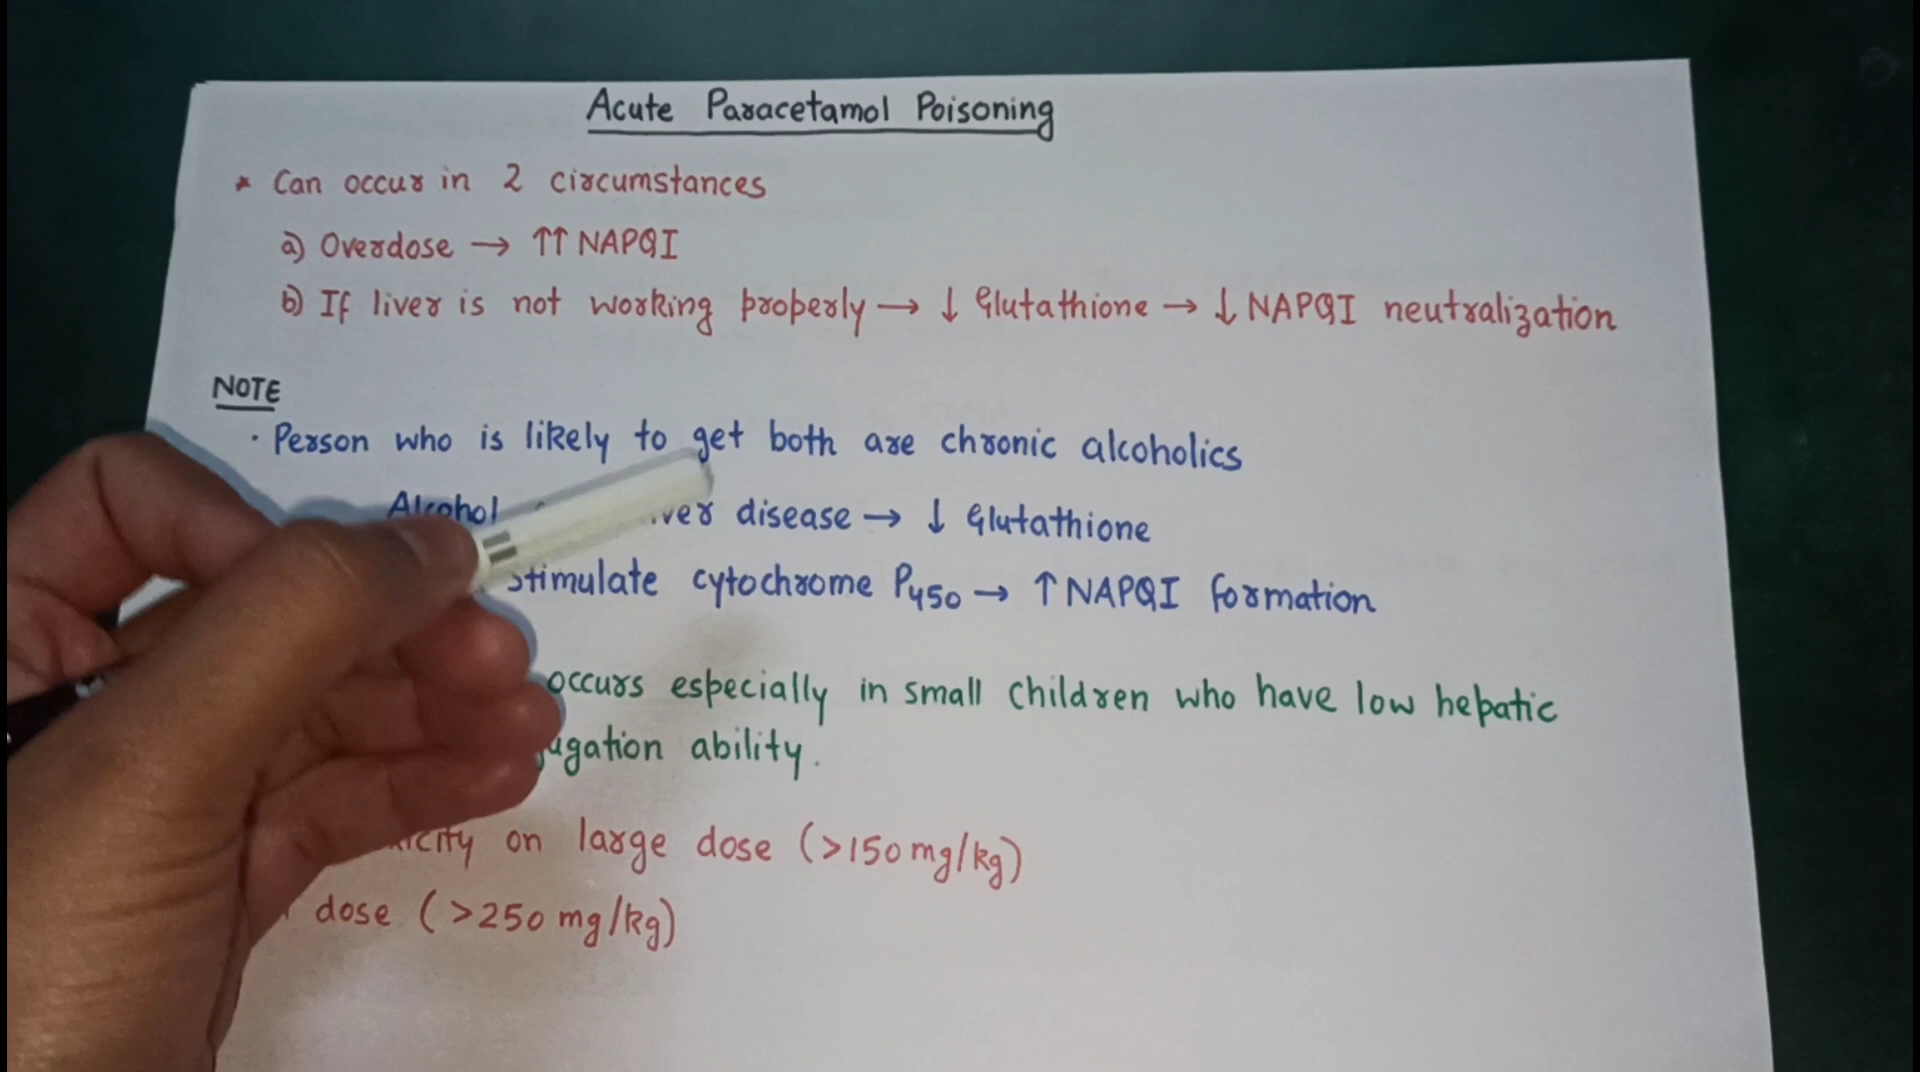 Acute Paracetamol Poisoning
* Can occur in 2 circumstances
a) Overdose → ↑↑ NAPQI
b) If liver is not working properly → ↓ Glutathione → ↓ NAPQI neutralization
NOTE
· Person who is likely to get both are chronic alcoholics
Alcohol disease → ↓ Glutathione
stimulate cytochrome P450 → ↑ NAPQI formation
occurs especially in small children who have low hepatic
ability.
on large dose (>150 mg/kg)
dose (>250 mg/kg)